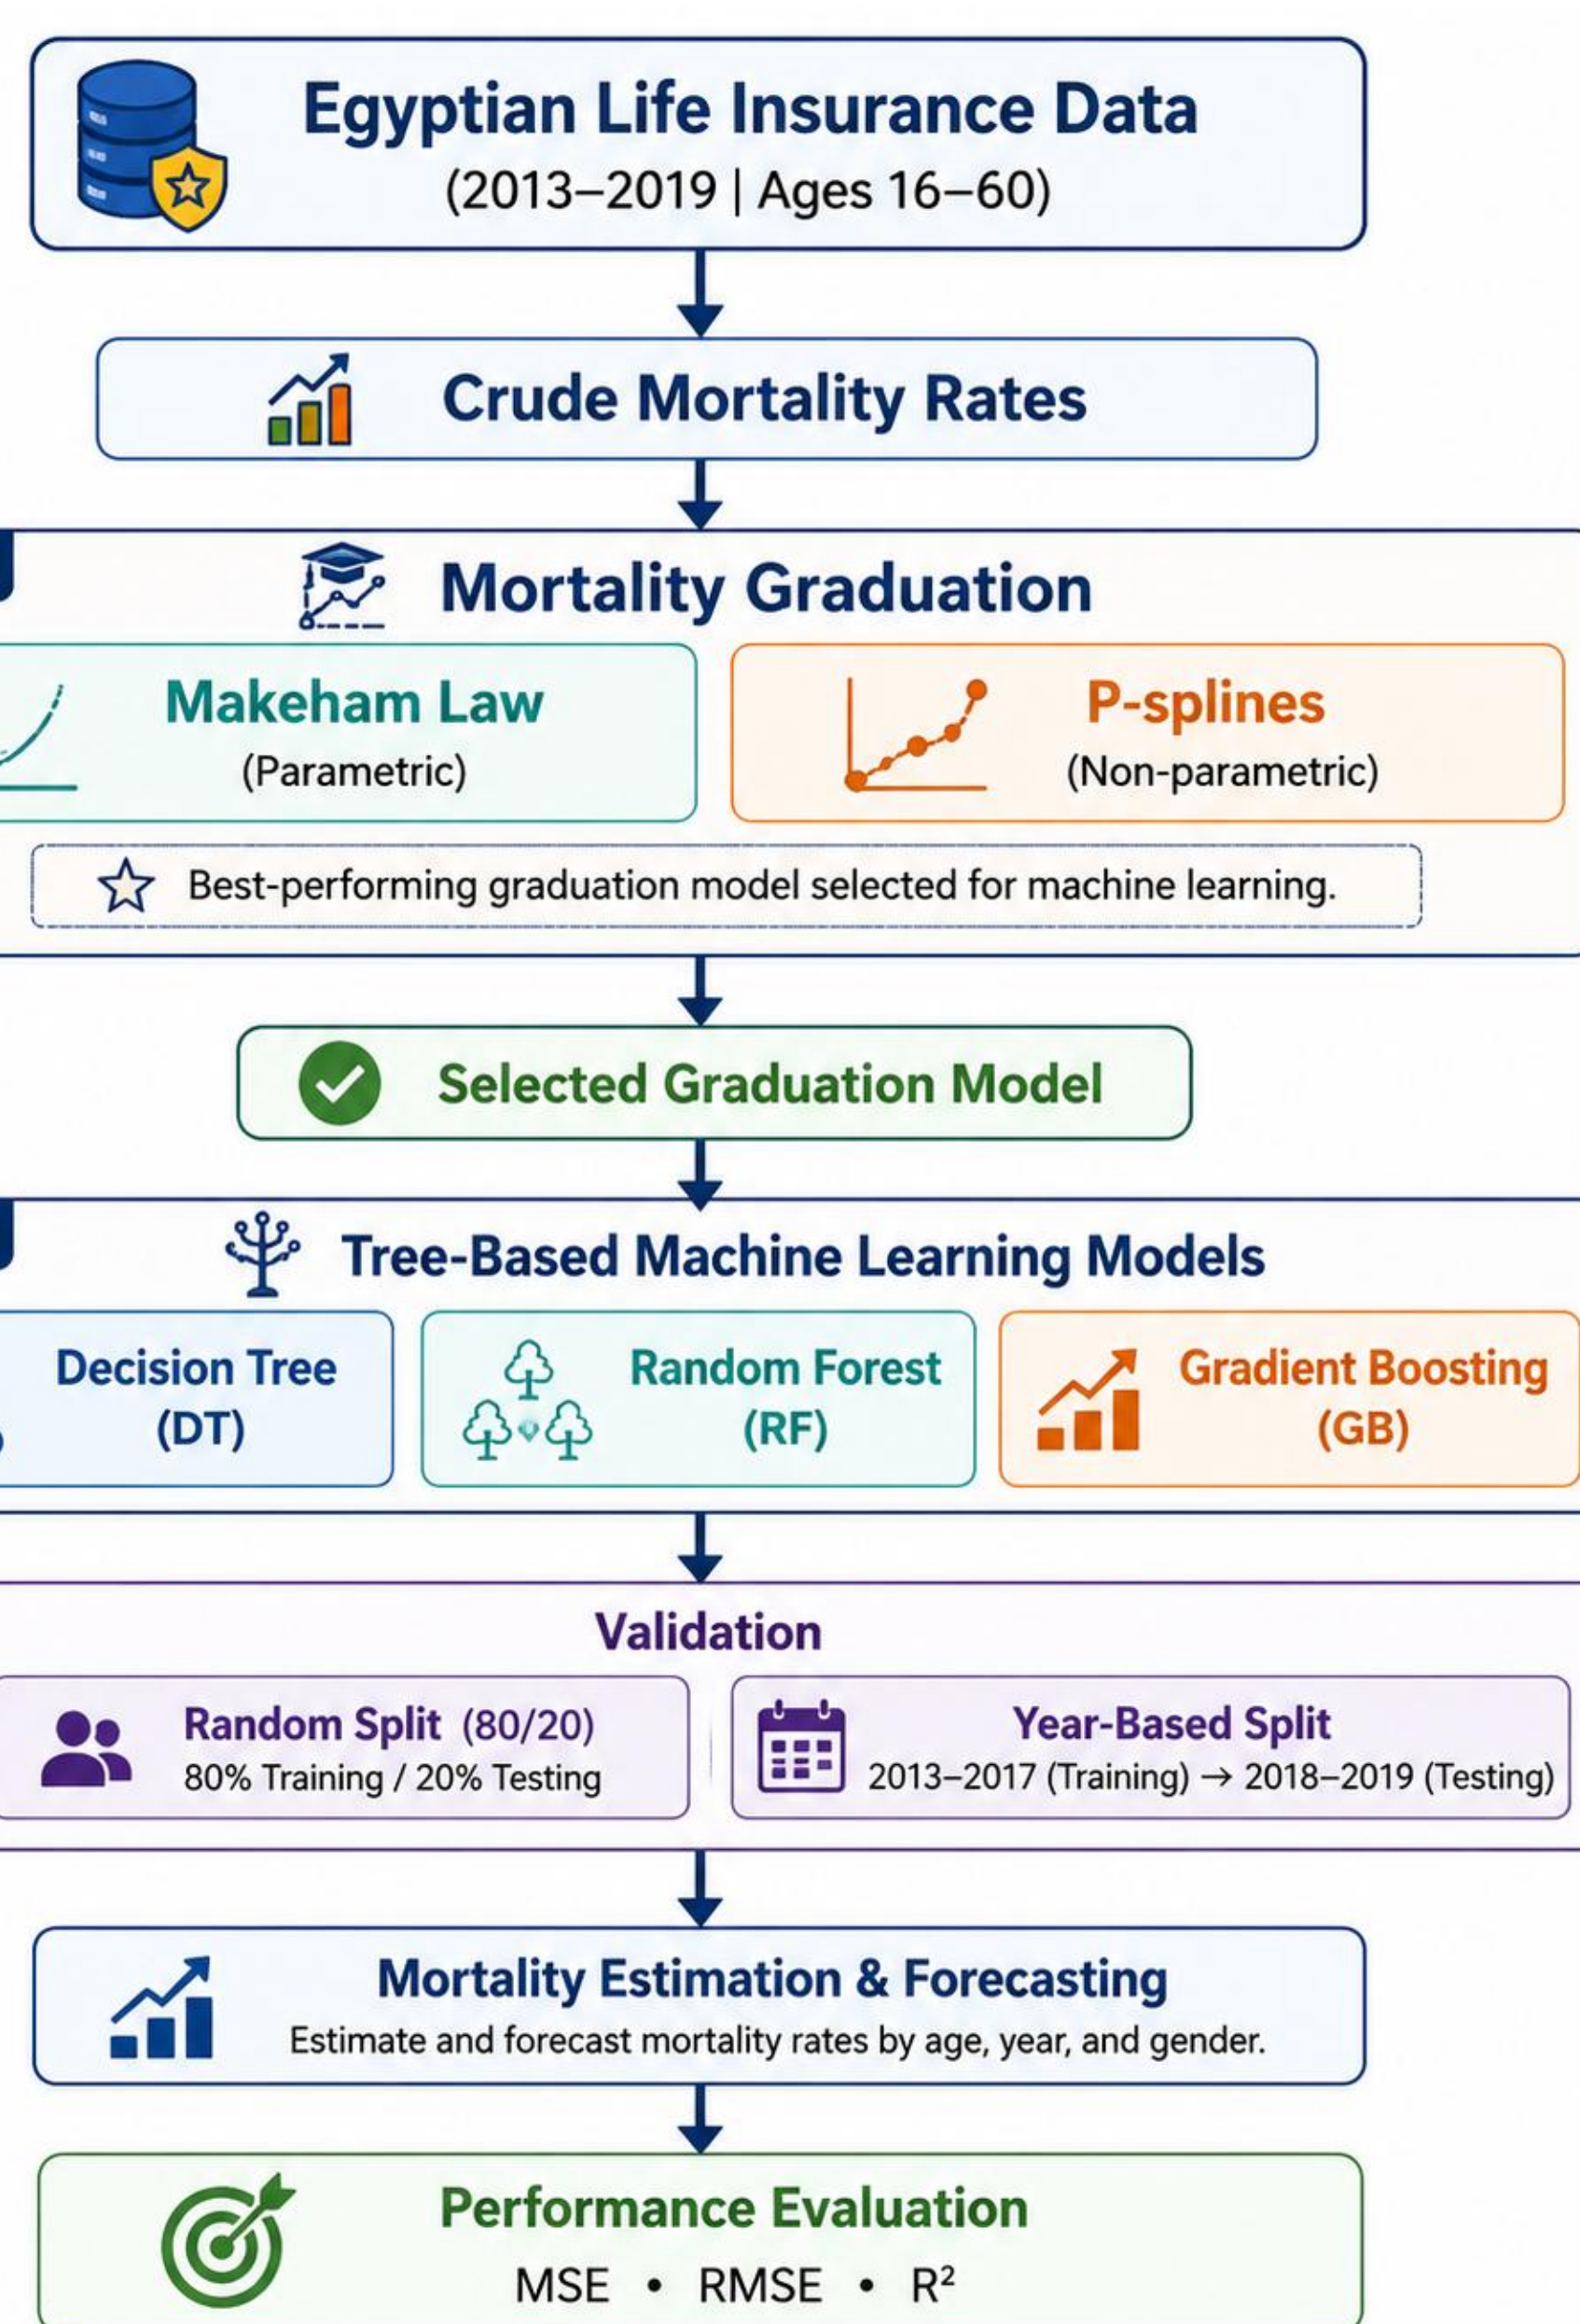 Egyptian Life Insurance Data
(2013–2019 | Ages 16–60)
Crude Mortality Rates
Mortality Graduation
Makeham Law
(Parametric)
P-splines
(Non-parametric)
Best-performing graduation model selected for machine learning.
Selected Graduation Model
Tree-Based Machine Learning Models
Decision Tree
(DT)
Random Forest
(RF)
Gradient Boosting
(GB)
Validation
Random Split (80/20)
80% Training / 20% Testing
Year-Based Split
2013–2017 (Training) → 2018–2019 (Testing)
Mortality Estimation & Forecasting
Estimate and forecast mortality rates by age, year, and gender.
Performance Evaluation
MSE • RMSE • R²